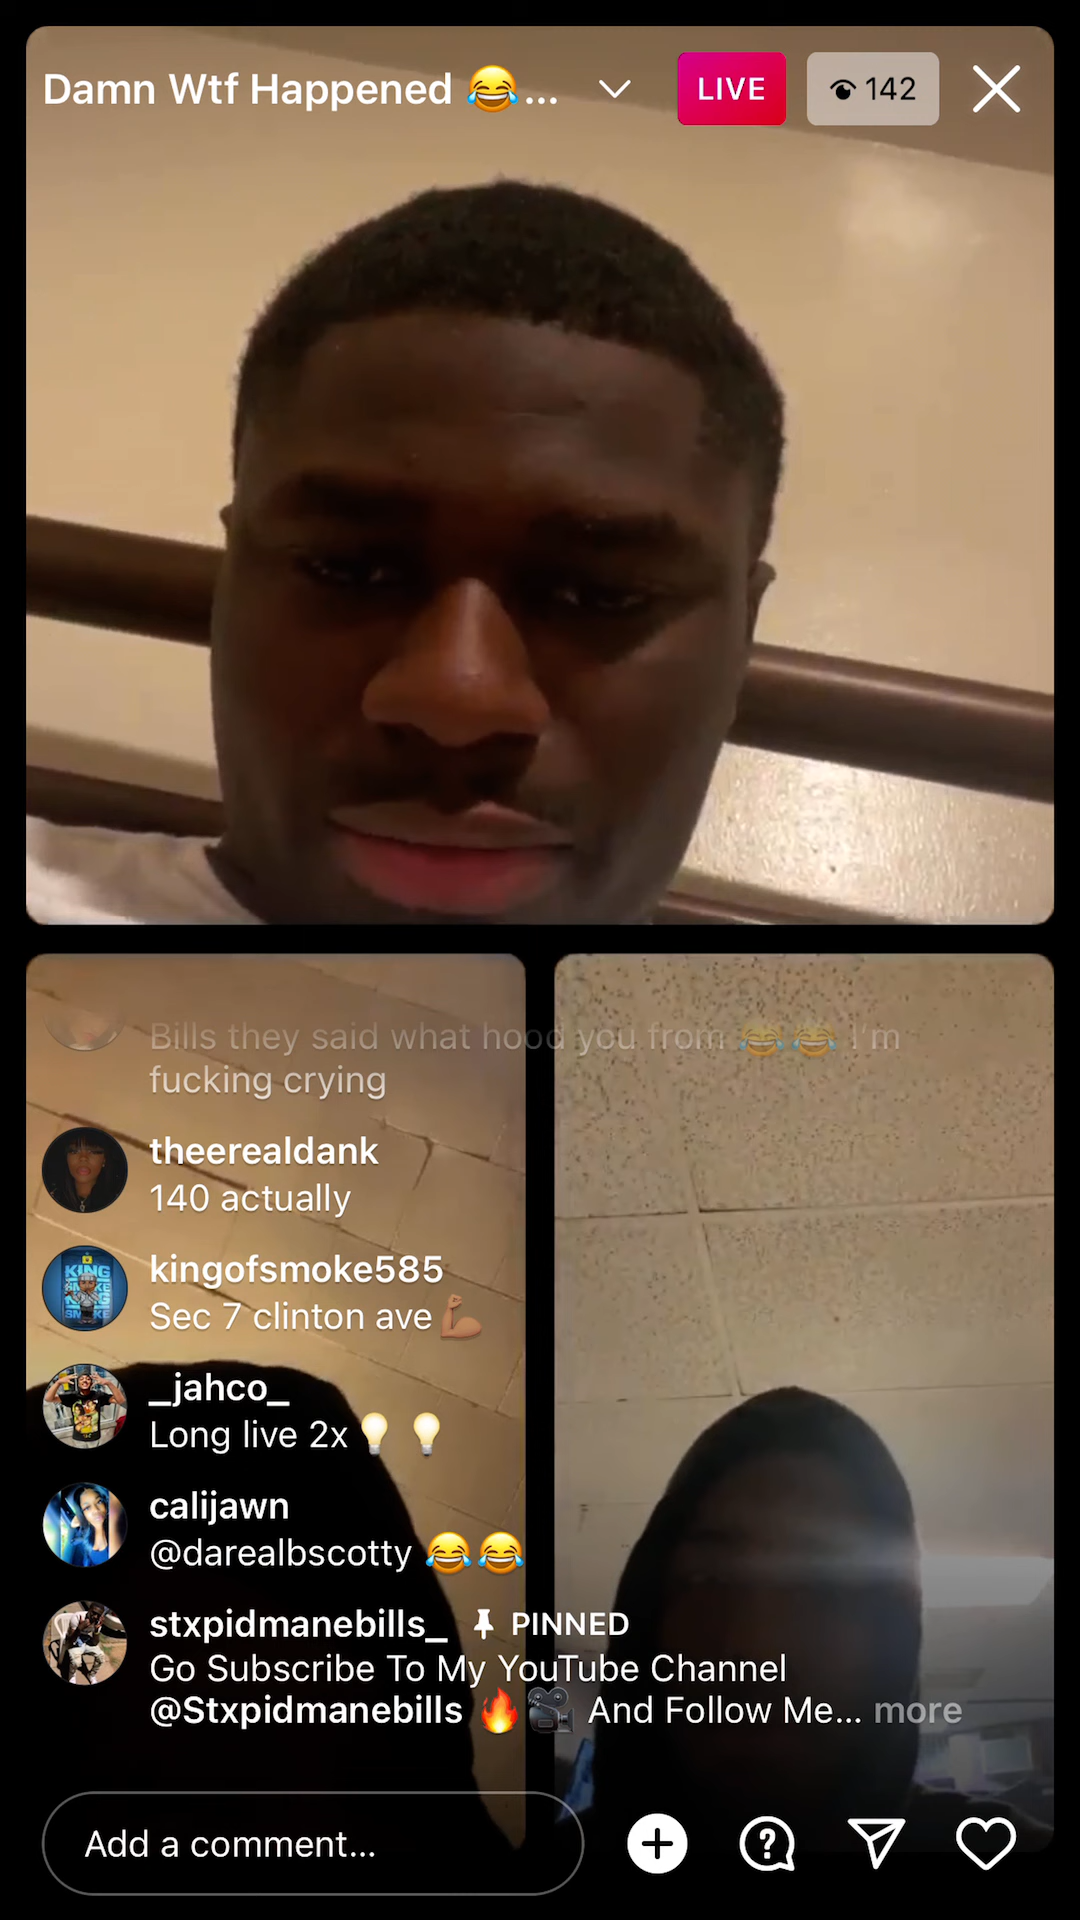 Damn Wtf Happened 😂...
LIVE
142
Bills they said what hood you from 😂😂 I'm
fucking crying
theerealdank
140 actually
KING
kingofsmoke585
Sec 7 clinton ave💪🏽
_jahco_
Long live 2x 💡 💡
calijawn
@darealbscotty 😂😂
stxpidmanebills_ PINNED
Go Subscribe To My YouTube Channel
@Stxpidmanebills 🔥🎥 And Follow Me... more
Add a comment...